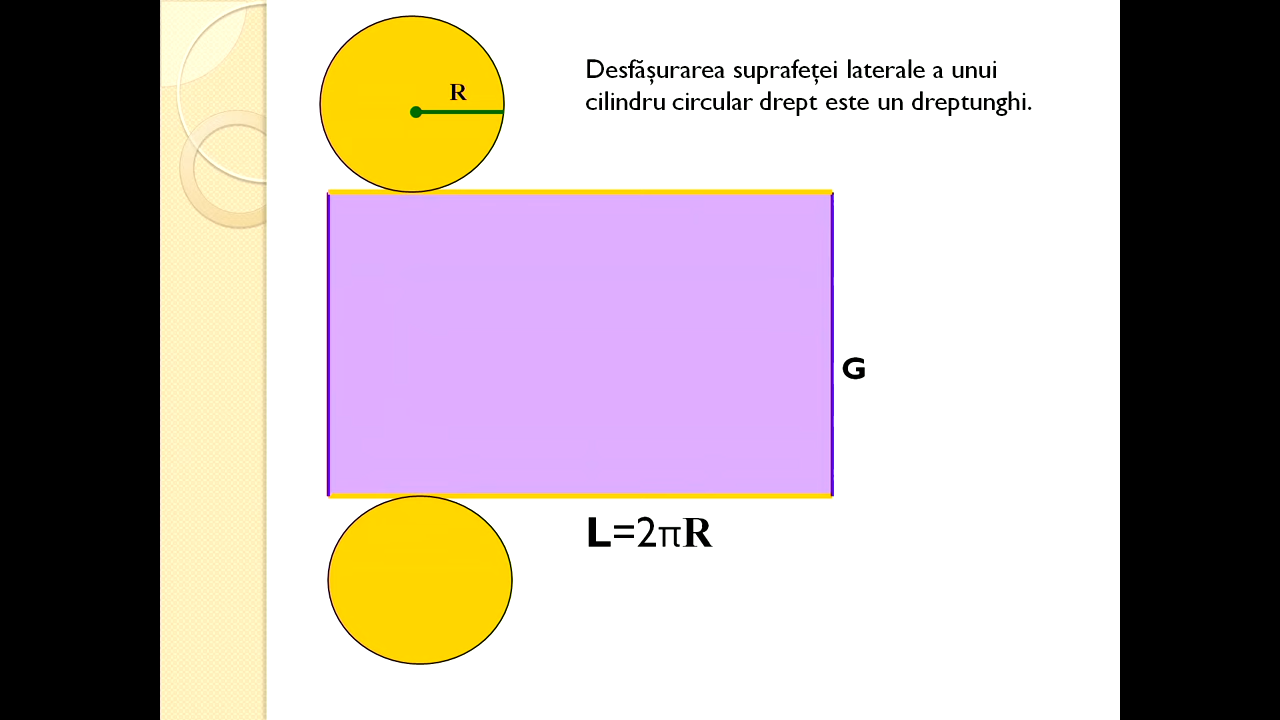 R
Desfășurarea suprafeței laterale a unui
cilindru circular drept este un dreptunghi.
G
L=2πR